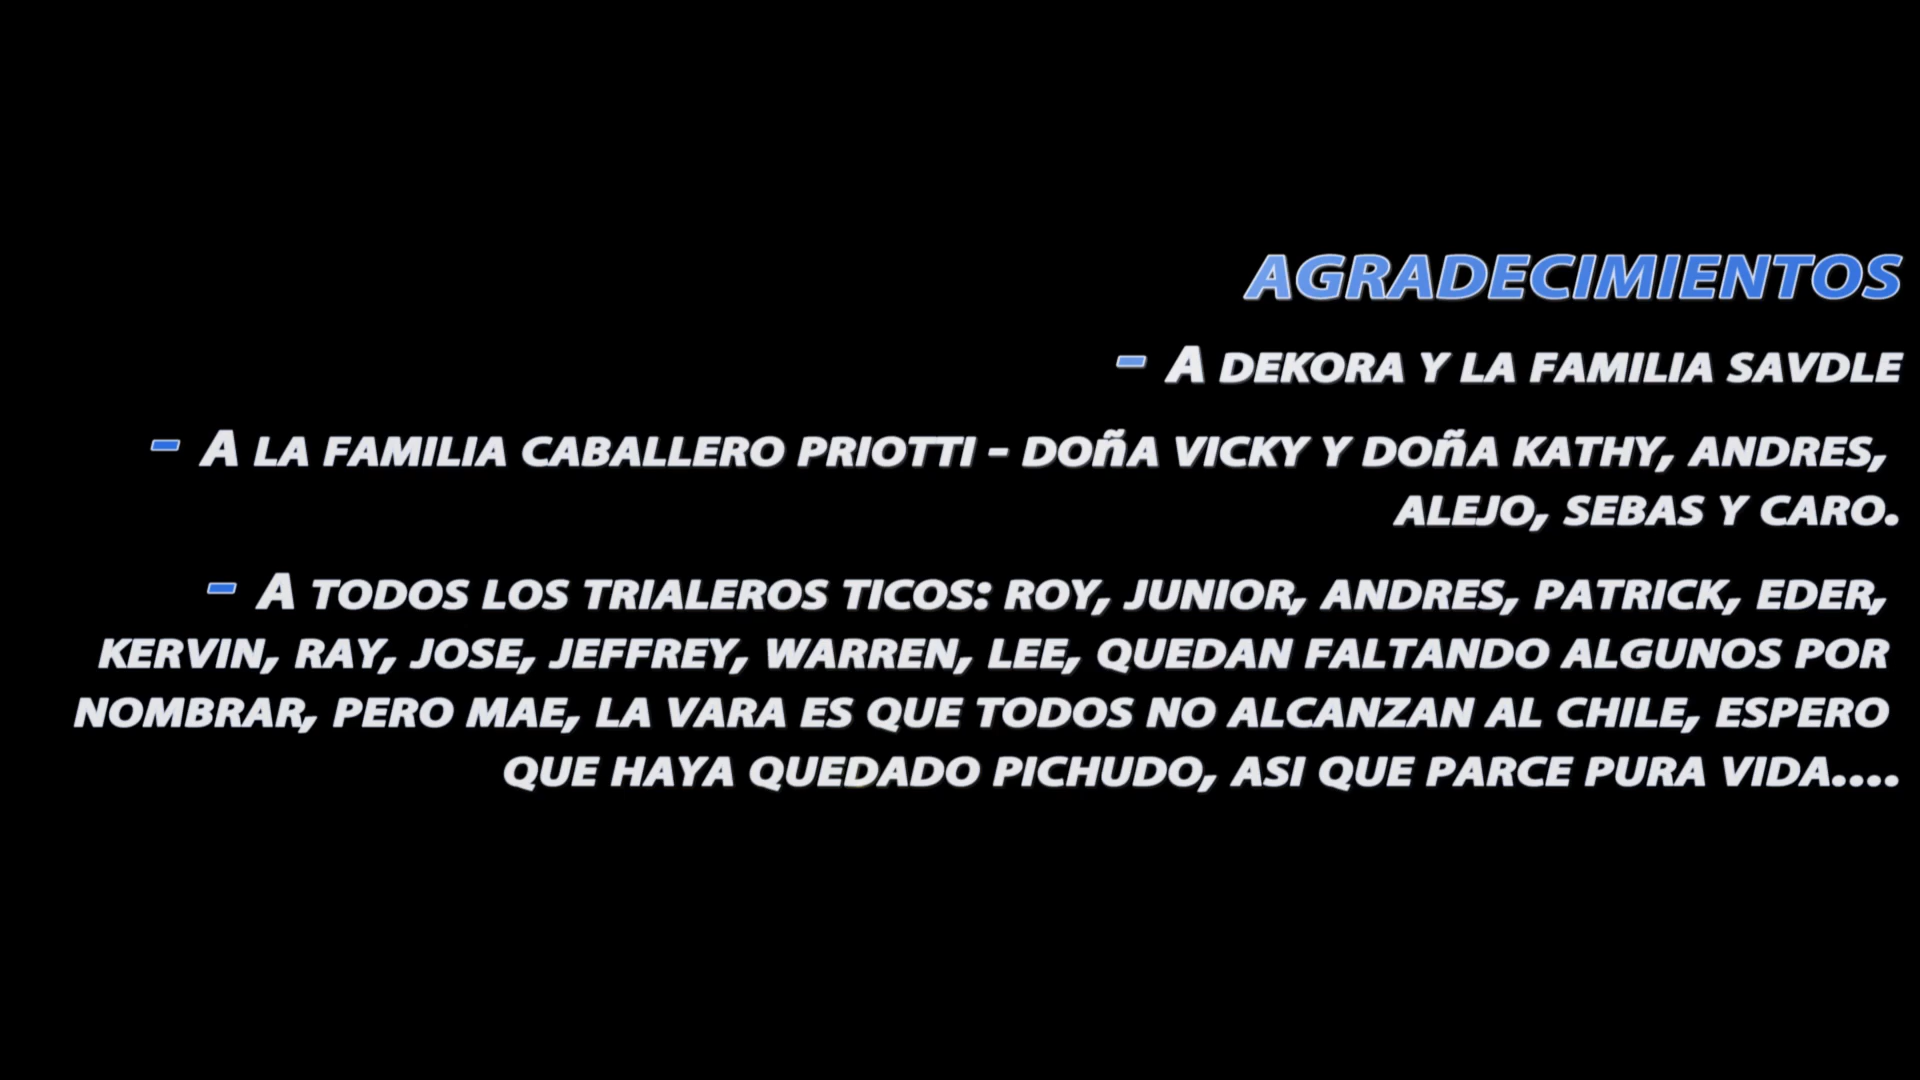 AGRADECIMIENTOS
- A DEKORA Y LA FAMILIA SAVDLE
- A LA FAMILIA CABALLERO PRIOTTI - DOñA VICKY Y DOñA KATHY, ANDRES,
ALEJO, SEBAS Y CARO.
- A TODOS LOS TRIALEROS TICOS: ROY, JUNIOR, ANDRES, PATRICK, EDER,
KERVIN, RAY, JOSE, JEFFREY, WARREN, LEE, QUEDAN FALTANDO ALGUNOS POR
NOMBRAR, PERO MAE, LA VARA ES QUE TODOS NO ALCANZAN AL CHILE, ESPERO
QUE HAYA QUEDADO PICHUDO, ASI QUE PARCE PURA VIDA....